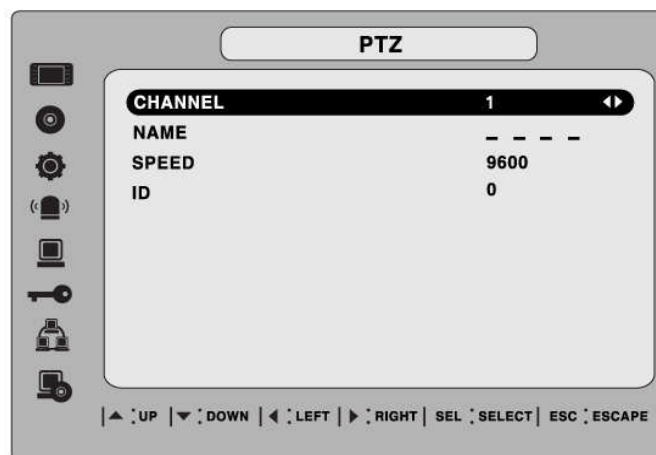 PTZ
CHANNEL 1 ◀▶
NAME _ _ _ _
SPEED 9600
ID 0
|▲ : UP |▼ : DOWN |◀ : LEFT |▶ : RIGHT | SEL : SELECT | ESC : ESCAPE